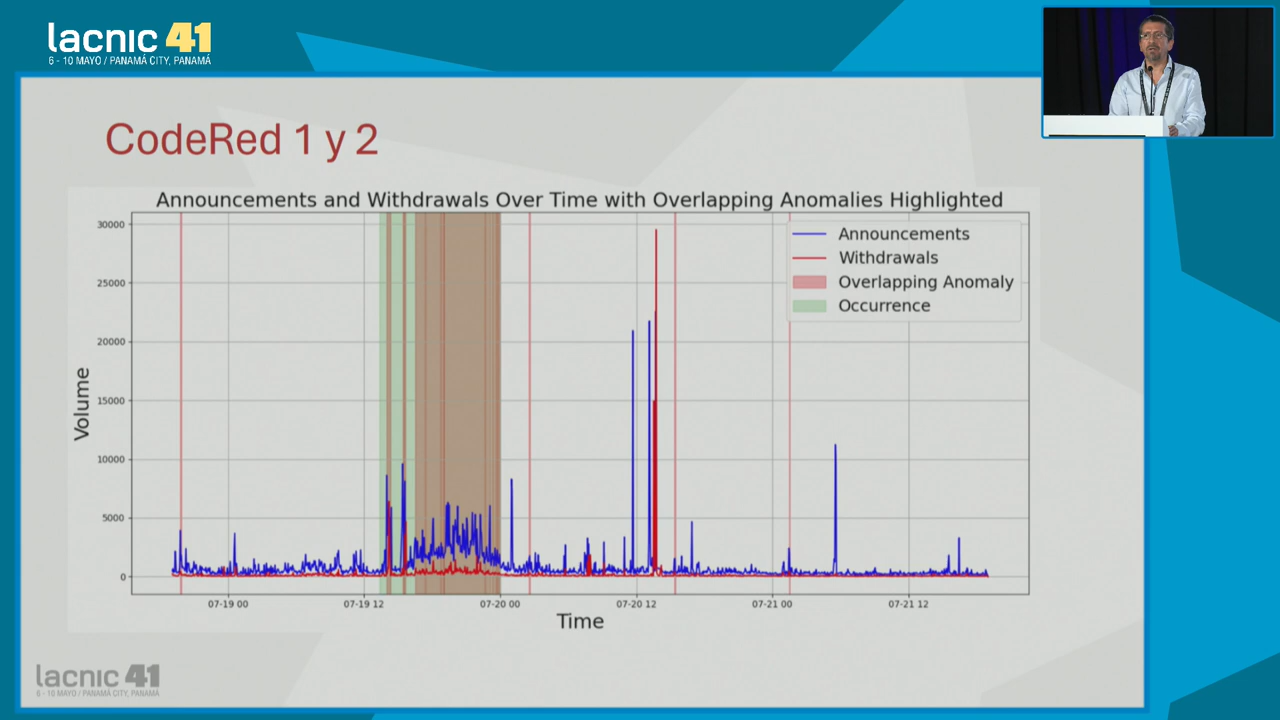 lacnic 41
6 - 10 MAYO / PANAMÁ CITY, PANAMÁ
CodeRed 1 y 2
Announcements and Withdrawals Over Time with Overlapping Anomalies Highlighted
Announcements
Withdrawals
Overlapping Anomaly
Occurrence
Volume
30000
25000
20000
15000
10000
5000
0
07-19 00
07-19 12
07-20 00
07-20 12
07-21 00
07-21 12
Time
lacnic 41
6 - 10 MAYO / PANAMÁ CITY, PANAMÁ